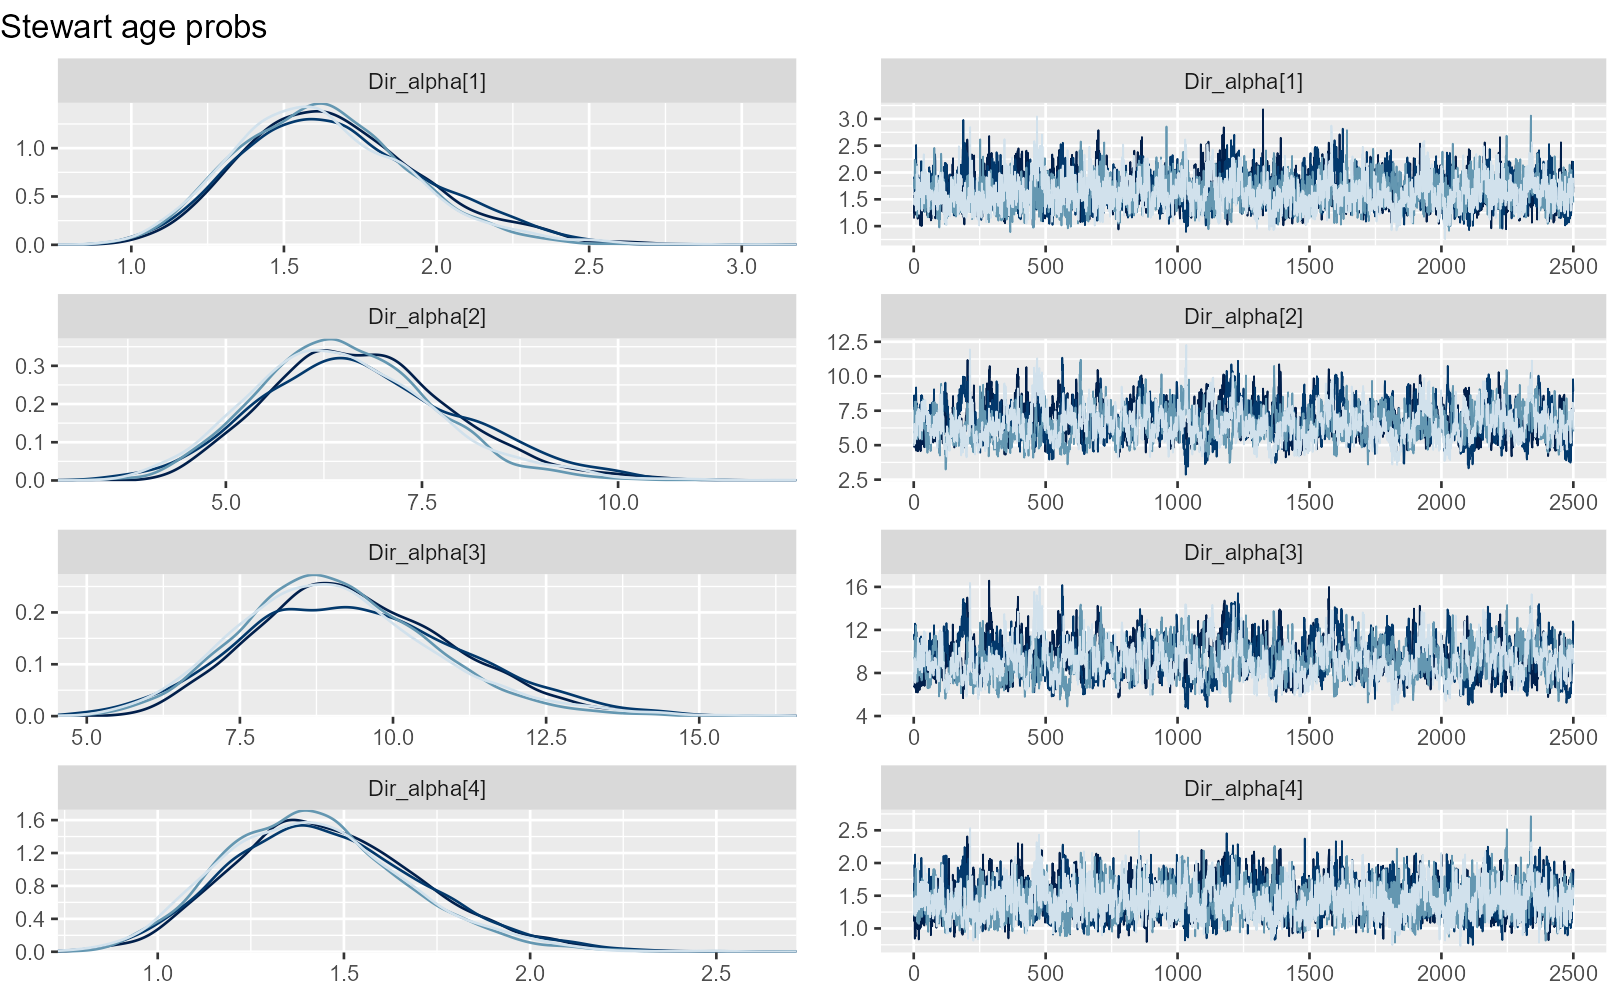 Stewart age probs
Dir_alpha[1]
1.0
0.5
0.0
1.0 1.5 2.0 2.5 3.0
Dir_alpha[1]
3.0
2.5
2.0
1.5
1.0
0 500 1000 1500 2000 2500
Dir_alpha[2]
0.3
0.2
0.1
0.0
5.0 7.5 10.0
Dir_alpha[2]
12.5
10.0
7.5
5.0
2.5
0 500 1000 1500 2000 2500
Dir_alpha[3]
0.2
0.1
0.0
5.0 7.5 10.0 12.5 15.0
Dir_alpha[3]
16
12
8
4
0 500 1000 1500 2000 2500
Dir_alpha[4]
1.6
1.2
0.8
0.4
0.0
1.0 1.5 2.0 2.5
Dir_alpha[4]
2.5
2.0
1.5
1.0
0 500 1000 1500 2000 2500